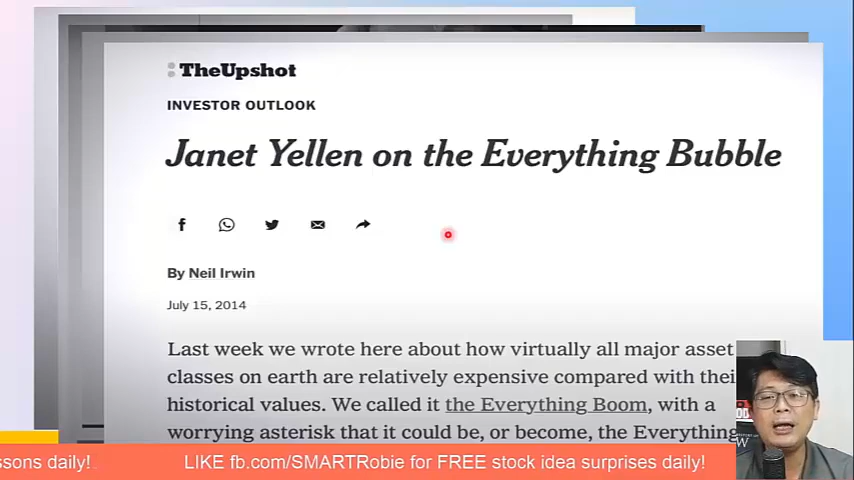 TheUpshot
INVESTOR OUTLOOK
Janet Yellen on the Everything Bubble
By Neil Irwin
July 15, 2014
Last week we wrote here about how virtually all major asset
classes on earth are relatively expensive compared with
historical values. We called it the Everything Boom, with a
worrying asterisk that it could be, or become, the Everything
daily! LIKE fb.com/SMARTRobie for FREE stock idea surprises daily!